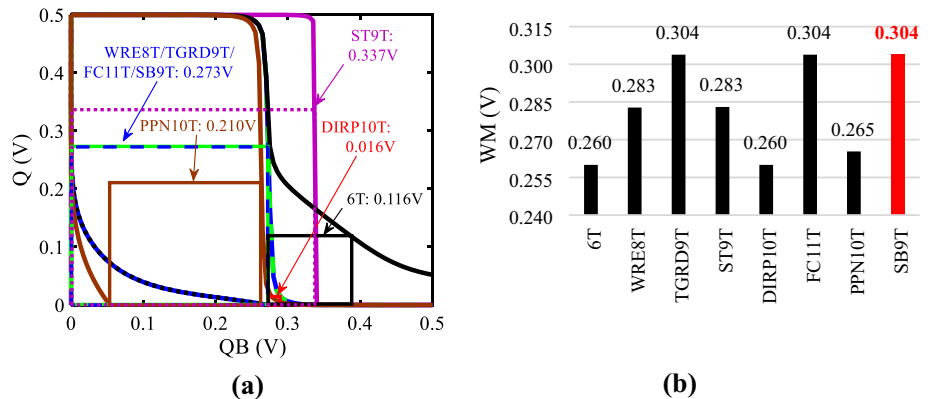 0.5
0.4
0.3
0.2
0.1
0
Q (V)
0
0.1
0.2
0.3
0.4
0.5
QB (V)
WRE8T/TGRD9T/
FC11T/SB9T: 0.273V
PPN10T: 0.210V
ST9T:
0.337V
DIRP10T:
0.016V
6T: 0.116V
(a)
0.315
0.300
0.285
0.270
0.255
0.240
WM (V)
0.260
0.283
0.304
0.283
0.260
0.304
0.265
0.304
6T
WRE8T
TGRD9T
ST9T
DIRP10T
FC11T
PPN10T
SB9T
(b)